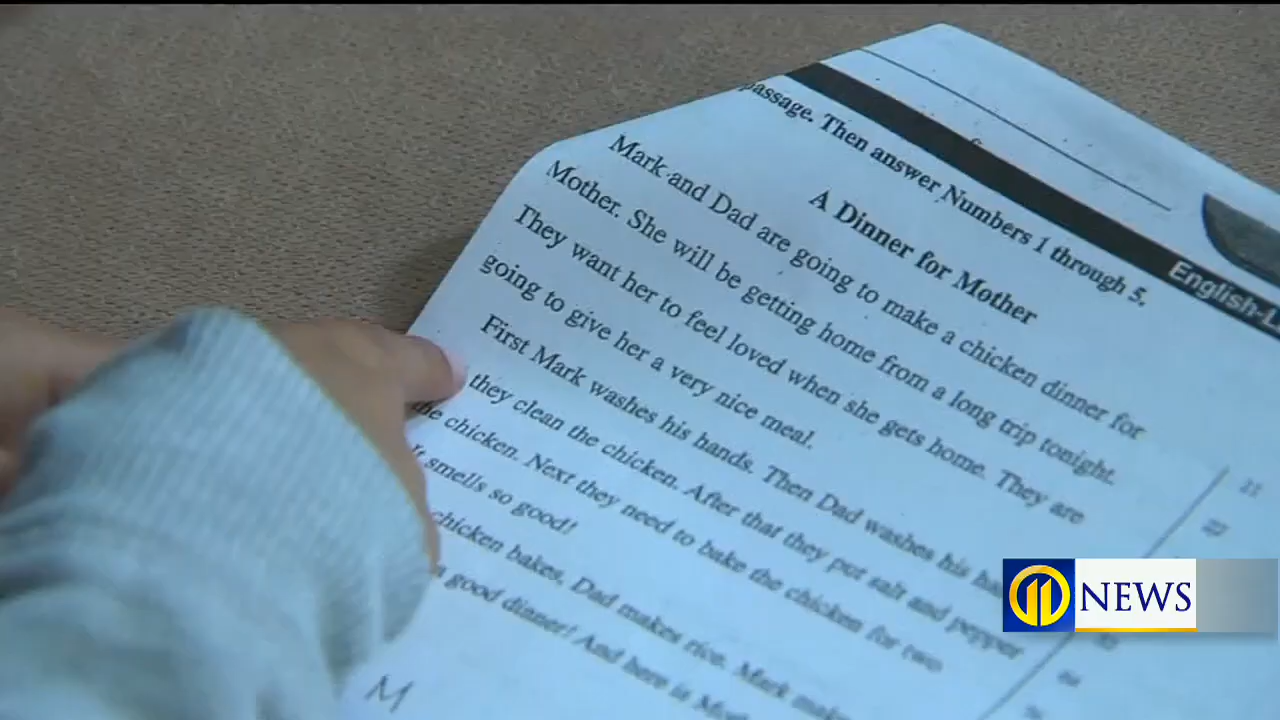 English-L
passage. Then answer Numbers 1 through 5.
A Dinner for Mother
Mark and Dad are going to make a chicken dinner for
Mother. She will be getting home from a long trip tonight.
They want her to feel loved when she gets home. They are
going to give her a very nice meal.
First Mark washes his hands. Then Dad washes his ha
they clean the chicken. After that they put salt and pepper
the chicken. Next they need to bake the chicken for two
It smells so good!
chicken bakes, Dad makes rice. Mark make
a good dinner! And here is Moth
M
11 NEWS